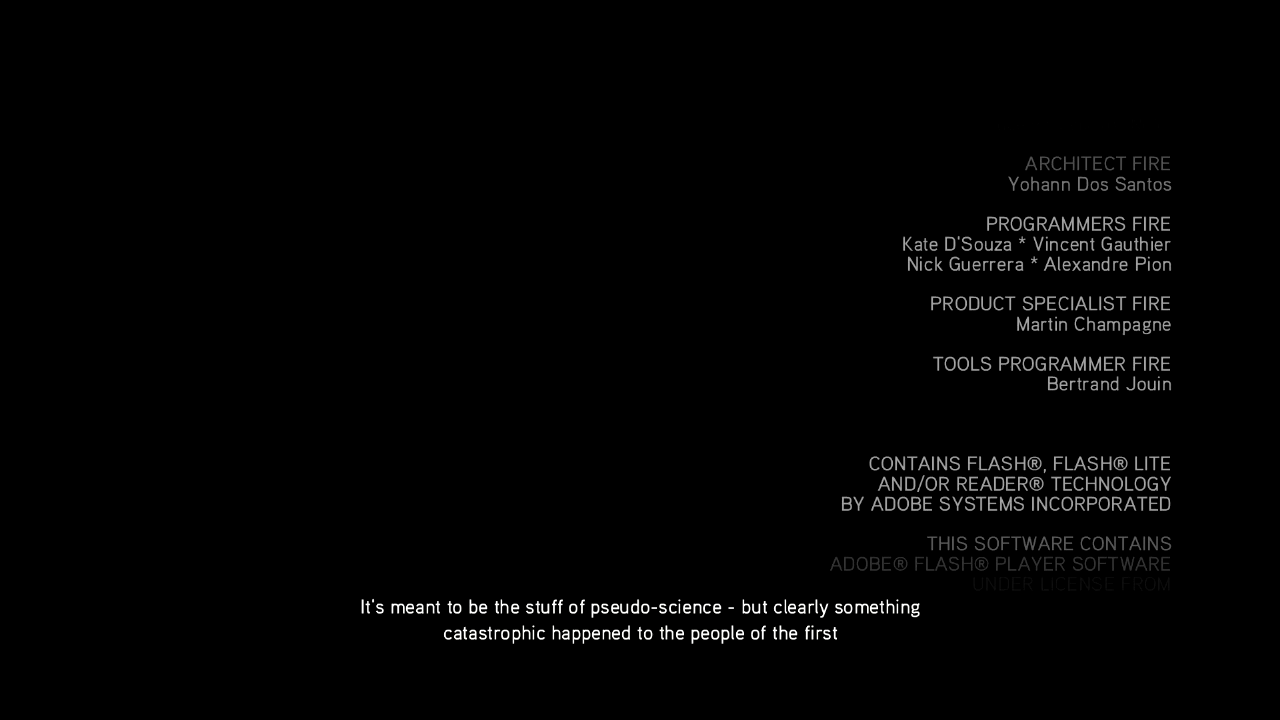 ARCHITECT FIRE
Yohann Dos Santos
PROGRAMMERS FIRE
Kate D'Souza * Vincent Gauthier
Nick Guerrera * Alexandre Pion
PRODUCT SPECIALIST FIRE
Martin Champagne
TOOLS PROGRAMMER FIRE
Bertrand Jouin
CONTAINS FLASH®, FLASH® LITE
AND/OR READER® TECHNOLOGY
BY ADOBE SYSTEMS INCORPORATED
THIS SOFTWARE CONTAINS
ADOBE® FLASH® PLAYER SOFTWARE
UNDER LICENSE FROM
It's meant to be the stuff of pseudo-science - but clearly something
catastrophic happened to the people of the first